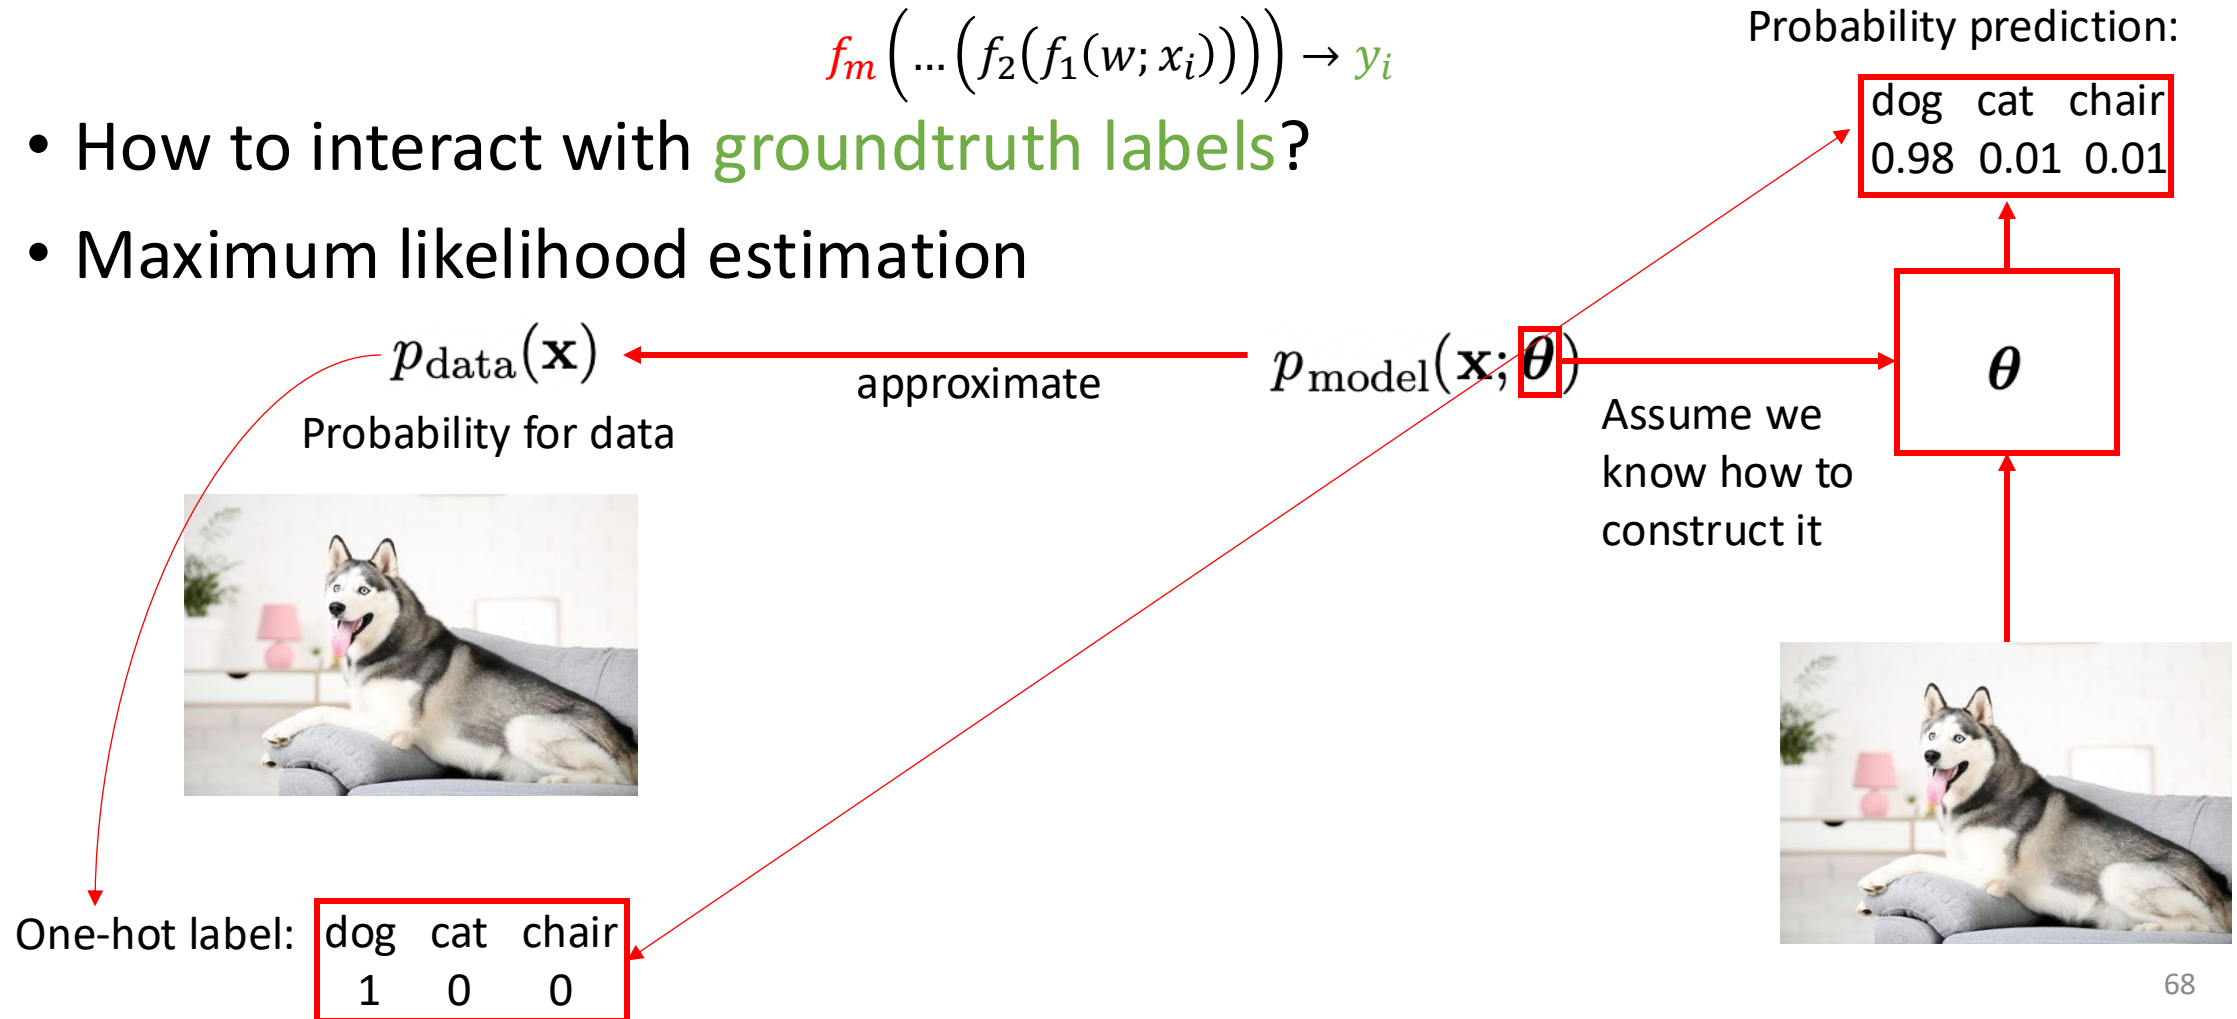 f_m(...(f_2(f_1(w; x_i)))) → y_i
Probability prediction:
dog cat chair
0.98 0.01 0.01
• How to interact with groundtruth labels?
• Maximum likelihood estimation
p_data(x)
approximate
p_model(x; θ)
θ
Probability for data
Assume we
know how to
construct it
One-hot label:
dog cat chair
1 0 0
68